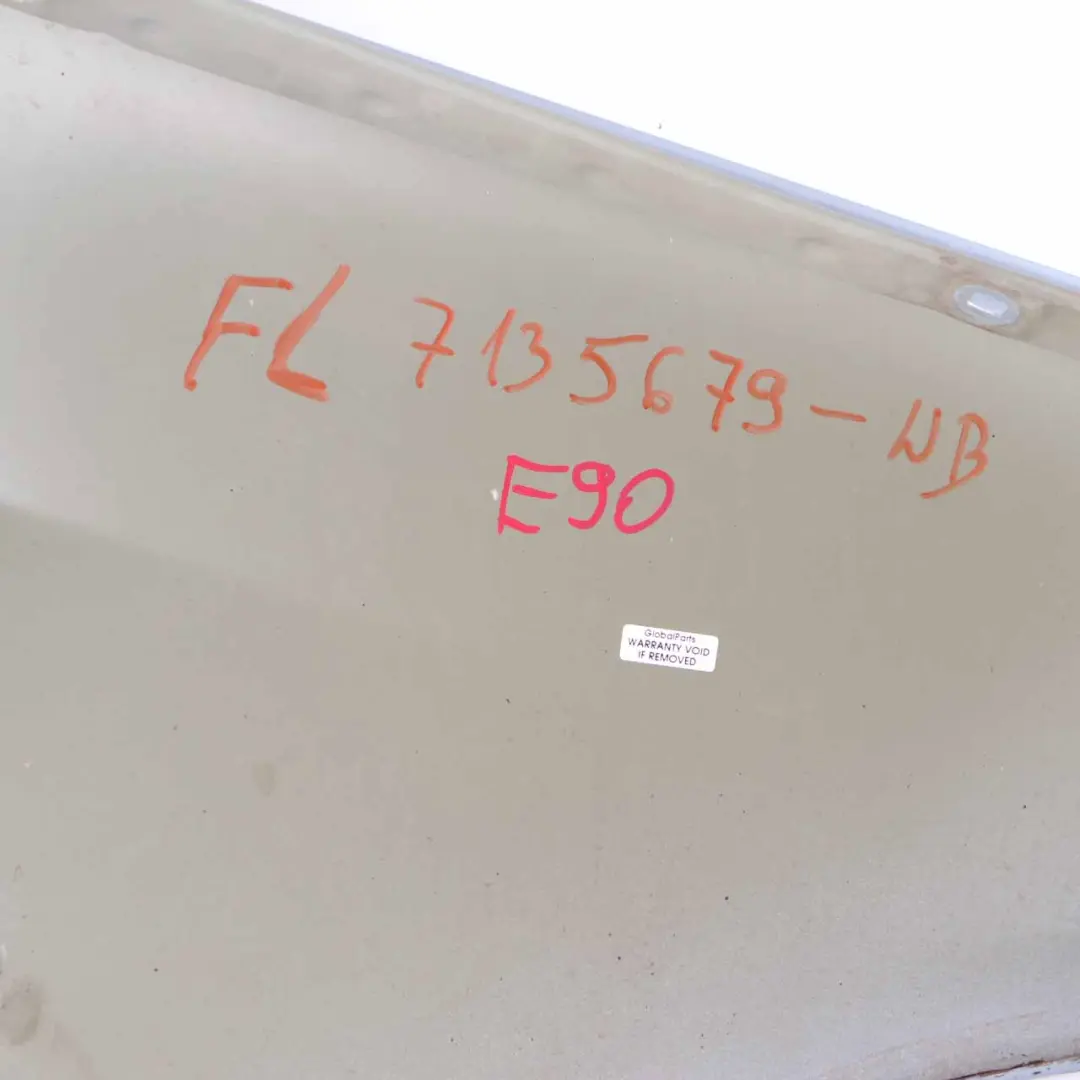 FL 7135679-WB
E90
GlobalParts
WARRANTY VOID
IF REMOVED